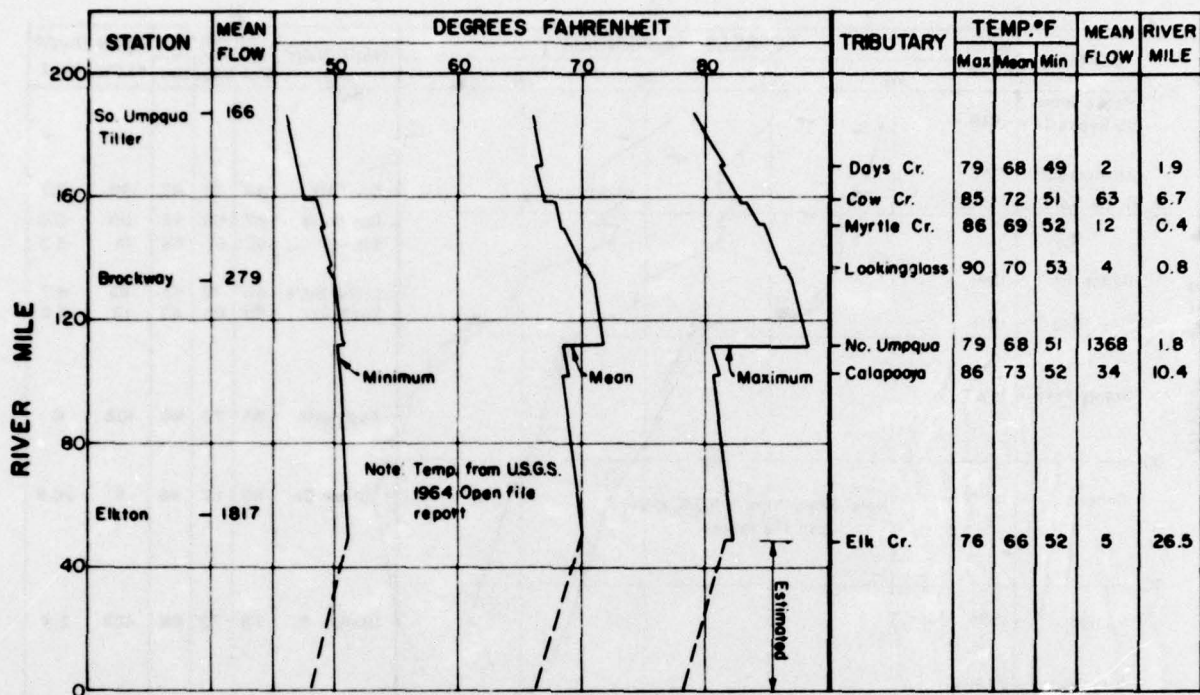 STATION
MEAN FLOW
DEGREES FAHRENHEIT
TRIBUTARY
TEMP.°F
Max Mean Min
MEAN FLOW
RIVER MILE
RIVER MILE
200
160
120
80
40
0
50
60
70
80
So. Umpqua Tiller 166
Brockway 279
Elkton 1817
Minimum
Mean
Maximum
Note: Temp. from U.S.G.S.
1964 Open file
report
Estimated
Days Cr. 79 68 49 2 1.9
Cow Cr. 85 72 51 63 6.7
Myrtle Cr. 86 69 52 12 0.4
Lookingglass 90 70 53 4 0.8
No. Umpqua 79 68 51 1368 1.8
Calapooya 86 73 52 34 10.4
Elk Cr. 76 66 52 5 26.5